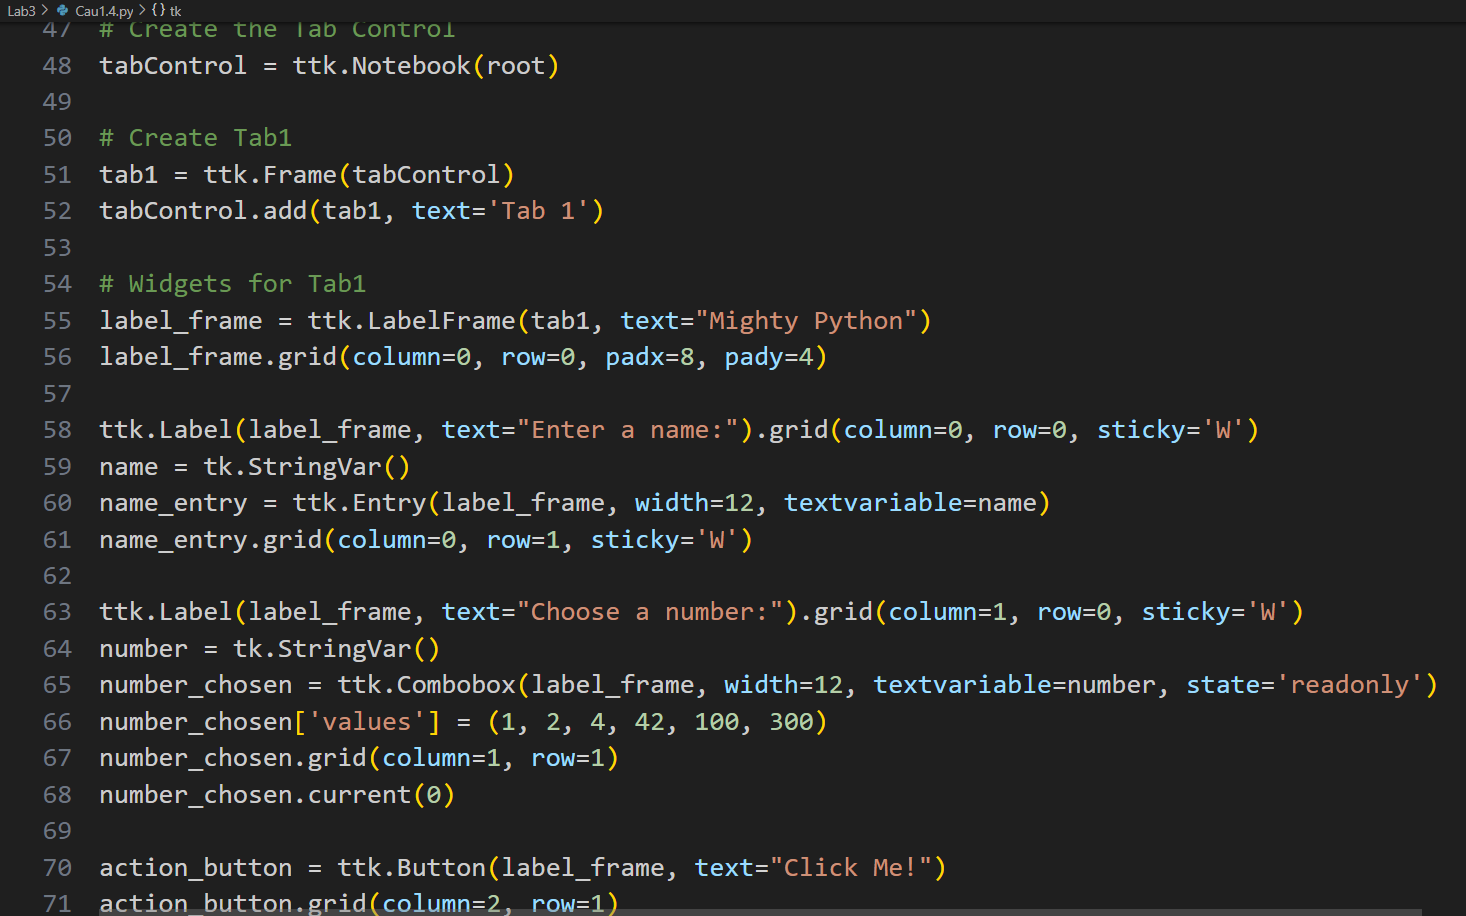 Lab3 > Cau1.4.py > {} tk
47 # Create the Tab Control
48 tabControl = ttk.Notebook(root)
49
50 # Create Tab1
51 tab1 = ttk.Frame(tabControl)
52 tabControl.add(tab1, text='Tab 1')
53
54 # Widgets for Tab1
55 label_frame = ttk.LabelFrame(tab1, text="Mighty Python")
56 label_frame.grid(column=0, row=0, padx=8, pady=4)
57
58 ttk.Label(label_frame, text="Enter a name:").grid(column=0, row=0, sticky='W')
59 name = tk.StringVar()
60 name_entry = ttk.Entry(label_frame, width=12, textvariable=name)
61 name_entry.grid(column=0, row=1, sticky='W')
62
63 ttk.Label(label_frame, text="Choose a number:").grid(column=1, row=0, sticky='W')
64 number = tk.StringVar()
65 number_chosen = ttk.Combobox(label_frame, width=12, textvariable=number, state='readonly')
66 number_chosen['values'] = (1, 2, 4, 42, 100, 300)
67 number_chosen.grid(column=1, row=1)
68 number_chosen.current(0)
69
70 action_button = ttk.Button(label_frame, text="Click Me!")
71 action_button.grid(column=2, row=1)